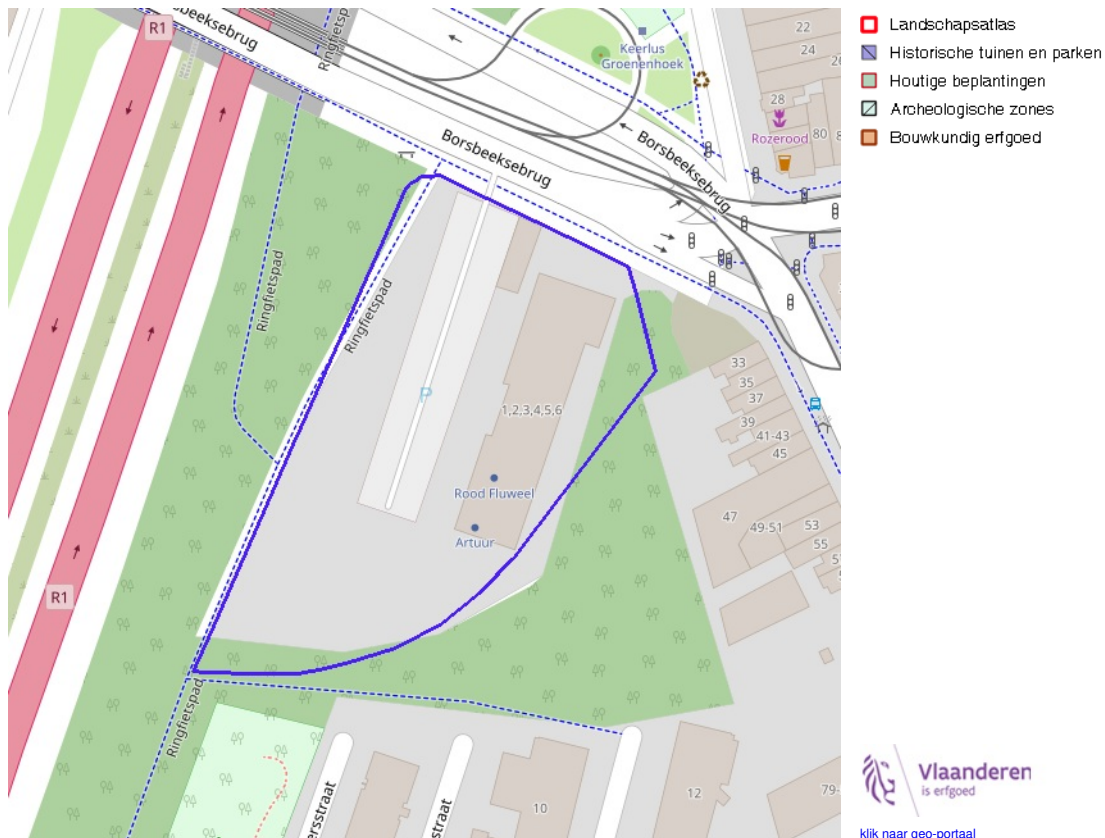 R1
Borsbeeksebrug
Ringfietspad
Keerlus
Groenenhoek
22
24
28
Rozerood
80
Borsbeeksebrug
Borsbeeksebrug
Ringfietspad
Ringfietspad
P
1,2,3,4,5,6
Rood Fluweel
Artuur
33
35
37
39
41-43
45
47
49-51
53
55
R1
Ringfietspad
10
12
79-
ersstraat
straat
Landschapsatlas
Historische tuinen en parken
Houtige beplantingen
Archeologische zones
Bouwkundig erfgoed
Vlaanderen
is erfgoed
klik naar geo-portaal